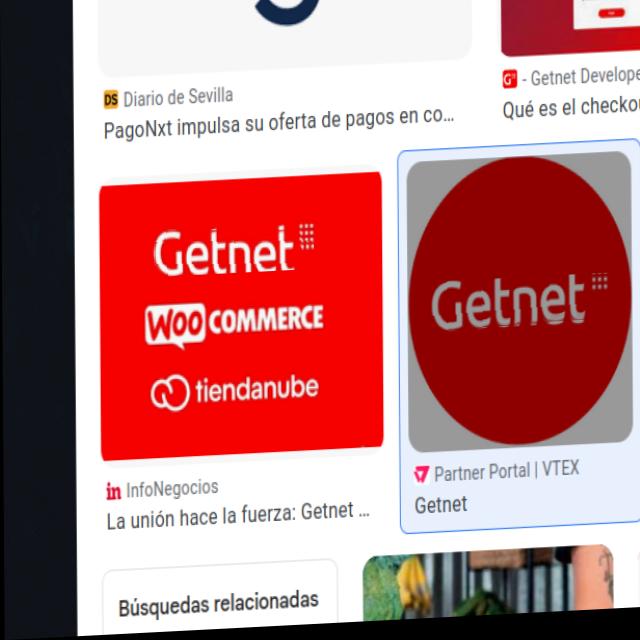 DS Diario de Sevilla
PagoNxt impulsa su oferta de pagos en co...
G - Getnet Develope
Qué es el checkou
Getnet
WOO COMMERCE
tiendanube
Getnet
in InfoNegocios
La unión hace la fuerza: Getnet ...
Partner Portal | VTEX
Getnet
Búsquedas relacionadas